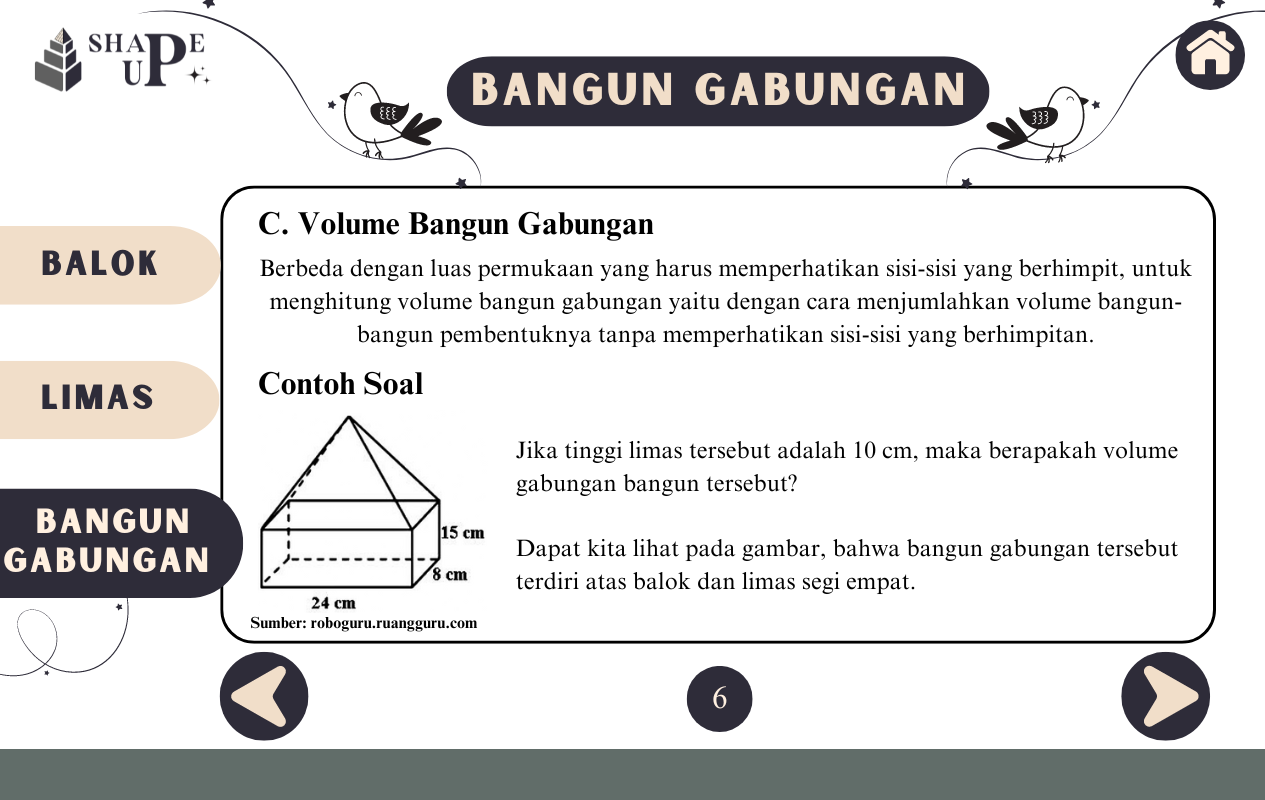 SHAPE
UP
BANGUN GABUNGAN
BALOK
LIMAS
BANGUN
GABUNGAN
C. Volume Bangun Gabungan
Berbeda dengan luas permukaan yang harus memperhatikan sisi-sisi yang berhimpit, untuk
menghitung volume bangun gabungan yaitu dengan cara menjumlahkan volume bangun-
bangun pembentuknya tanpa memperhatikan sisi-sisi yang berhimpitan.
Contoh Soal
15 cm
8 cm
24 cm
Sumber: roboguru.ruangguru.com
Jika tinggi limas tersebut adalah 10 cm, maka berapakah volume
gabungan bangun tersebut?
Dapat kita lihat pada gambar, bahwa bangun gabungan tersebut
terdiri atas balok dan limas segi empat.
6